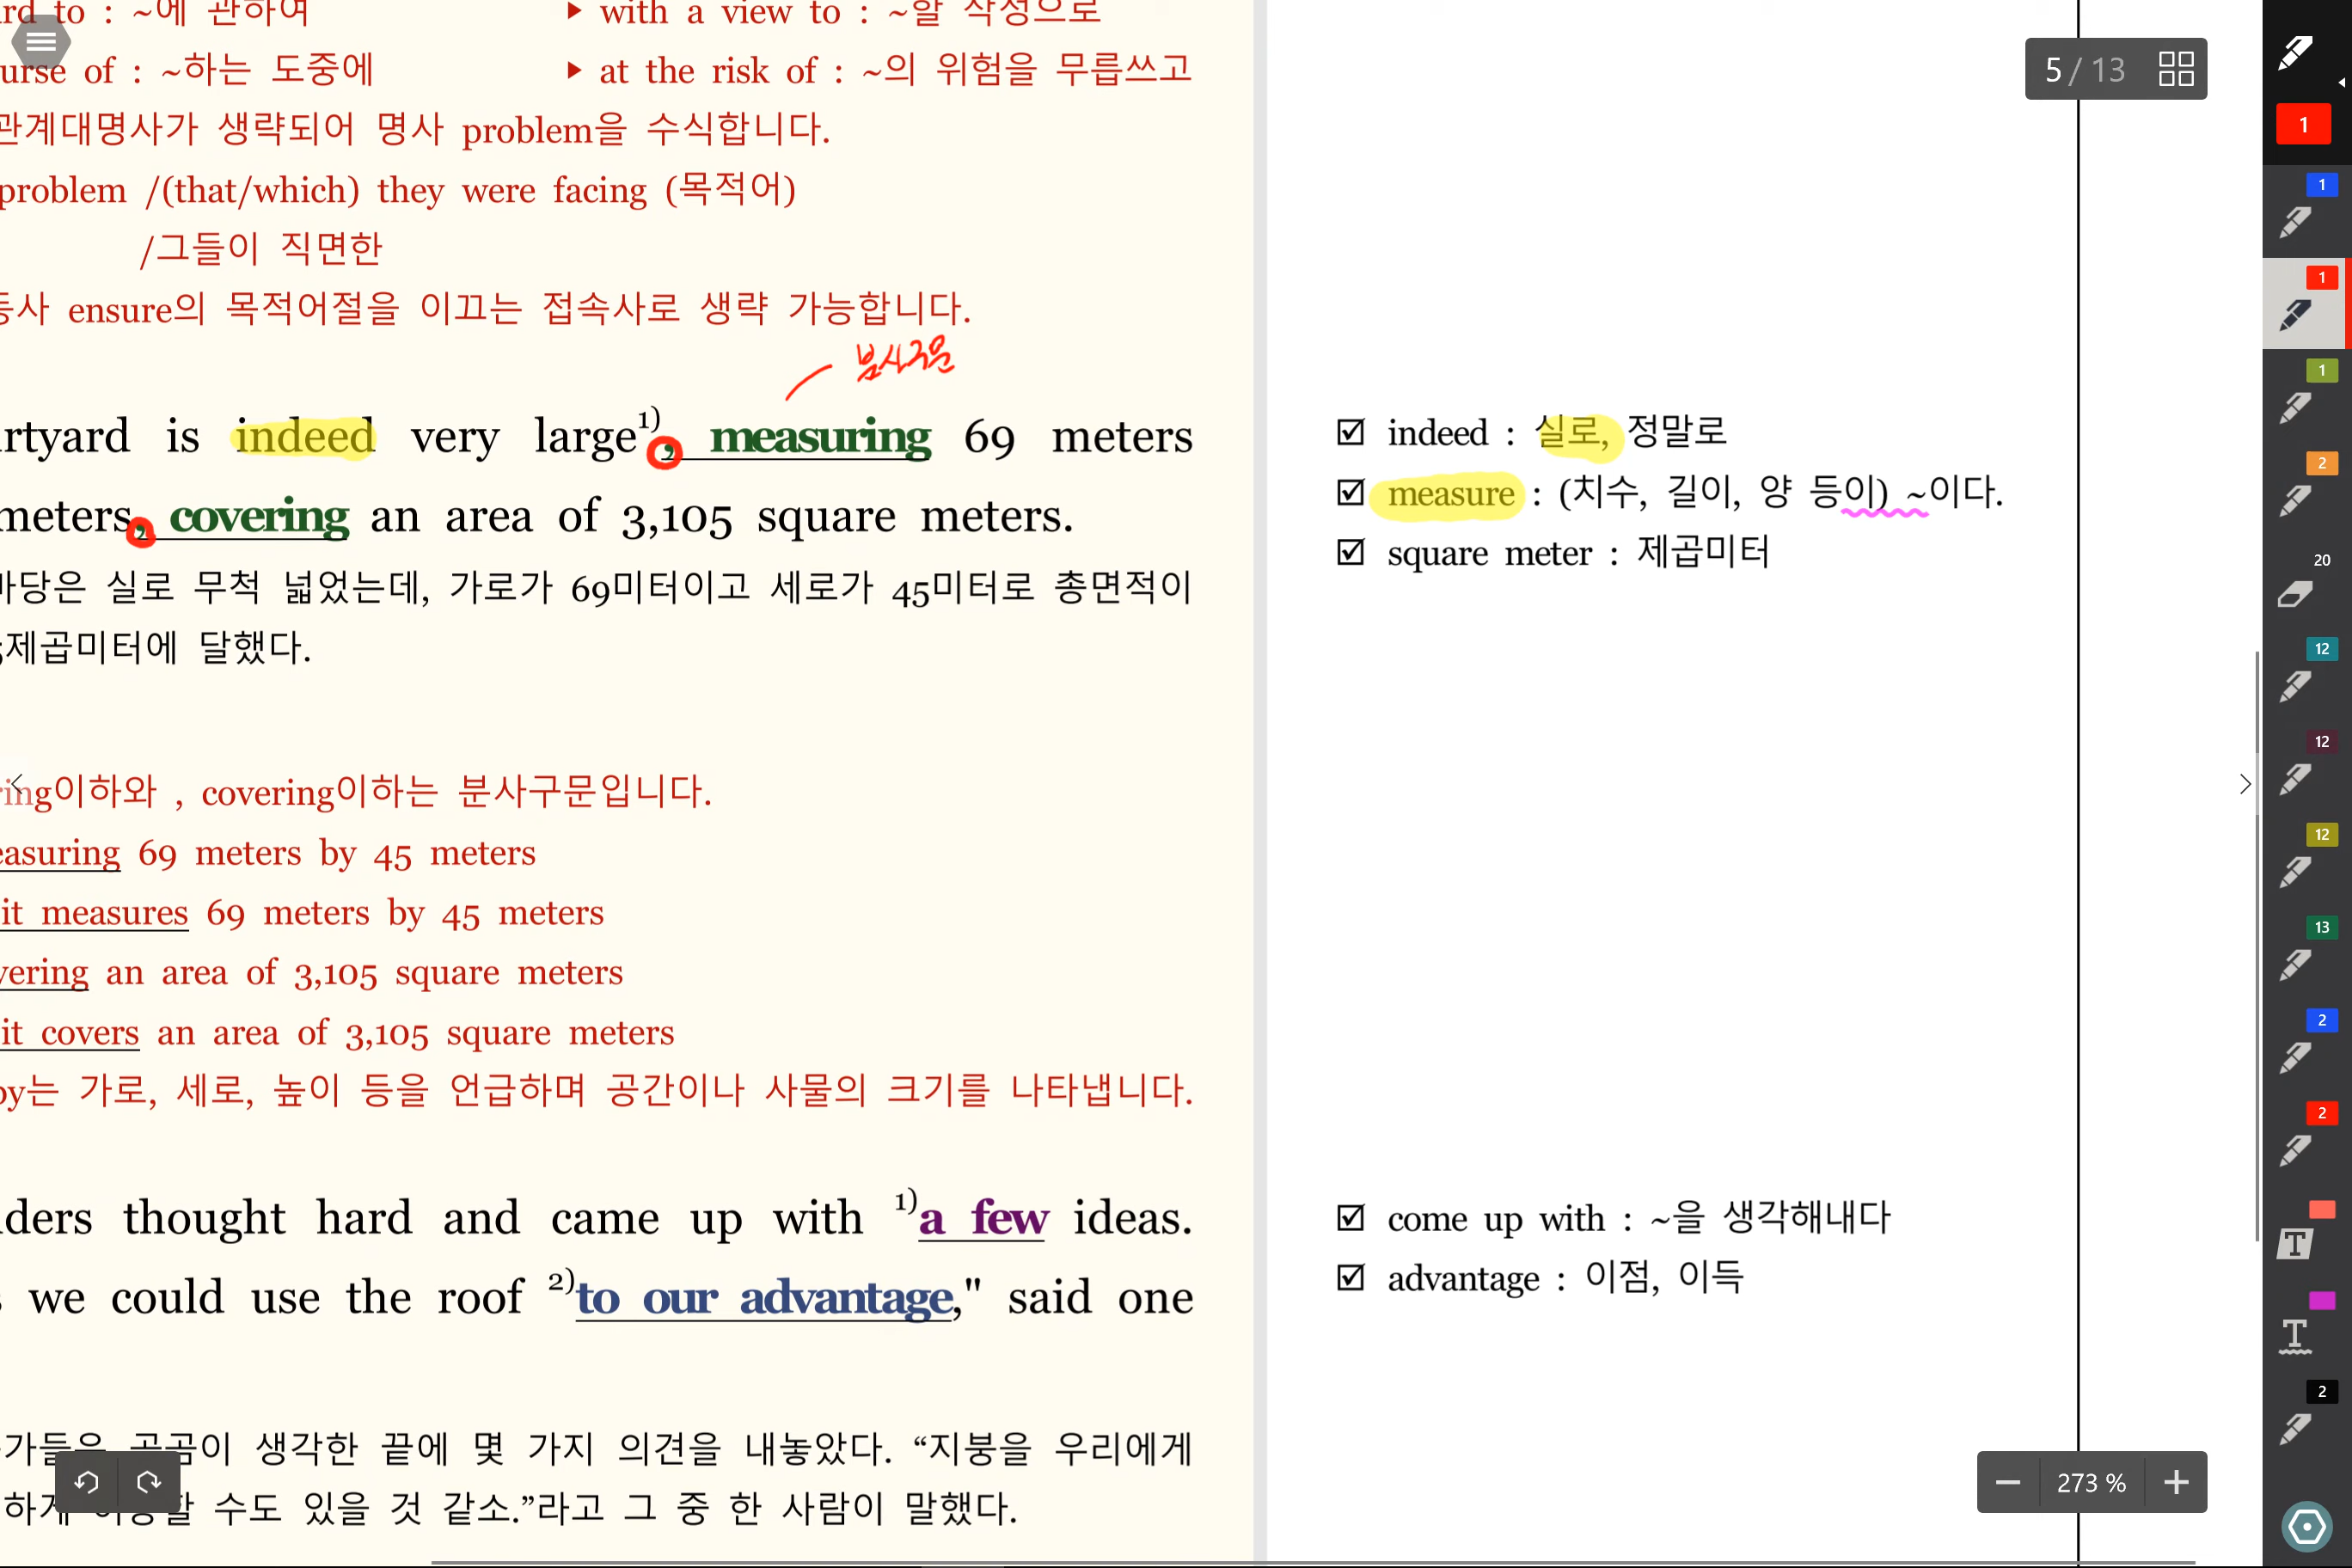 to : ~에 관하여 ▶ with a view to : ~할 작정으로
of : ~하는 도중에 ▶ at the risk of : ~의 위험을 무릅쓰고
관계대명사가 생략되어 명사 problem을 수식합니다.
problem /(that/which) they were facing (목적어)
/그들이 직면한
ensure의 목적어절을 이끄는 접속사로 생략 가능합니다.
분사구문
is indeed very large1), measuring 69 meters
meters, covering an area of 3,105 square meters.
실로 무척 넓었는데, 가로가 69미터이고 세로가 45미터로 총면적이
제곱미터에 달했다.
ing이하와 , covering이하는 분사구문입니다.
easuring 69 meters by 45 meters
it measures 69 meters by 45 meters
vering an area of 3,105 square meters
it covers an area of 3,105 square meters
by는 가로, 세로, 높이 등을 언급하며 공간이나 사물의 크기를 나타냅니다.
thought hard and came up with 1)a few ideas.
we could use the roof 2)to our advantage," said one
곰곰이 생각한 끝에 몇 가지 의견을 내놓았다. “지붕을 우리에게
수도 있을 것 같소.”라고 그 중 한 사람이 말했다.
☑ indeed : 실로, 정말로
☑ measure : (치수, 길이, 양 등이) ~이다.
☑ square meter : 제곱미터
☑ come up with : ~을 생각해내다
☑ advantage : 이점, 이득
5 / 13
273 %
1
1
1
1
2
20
12
12
12
13
2
2
T
T
2